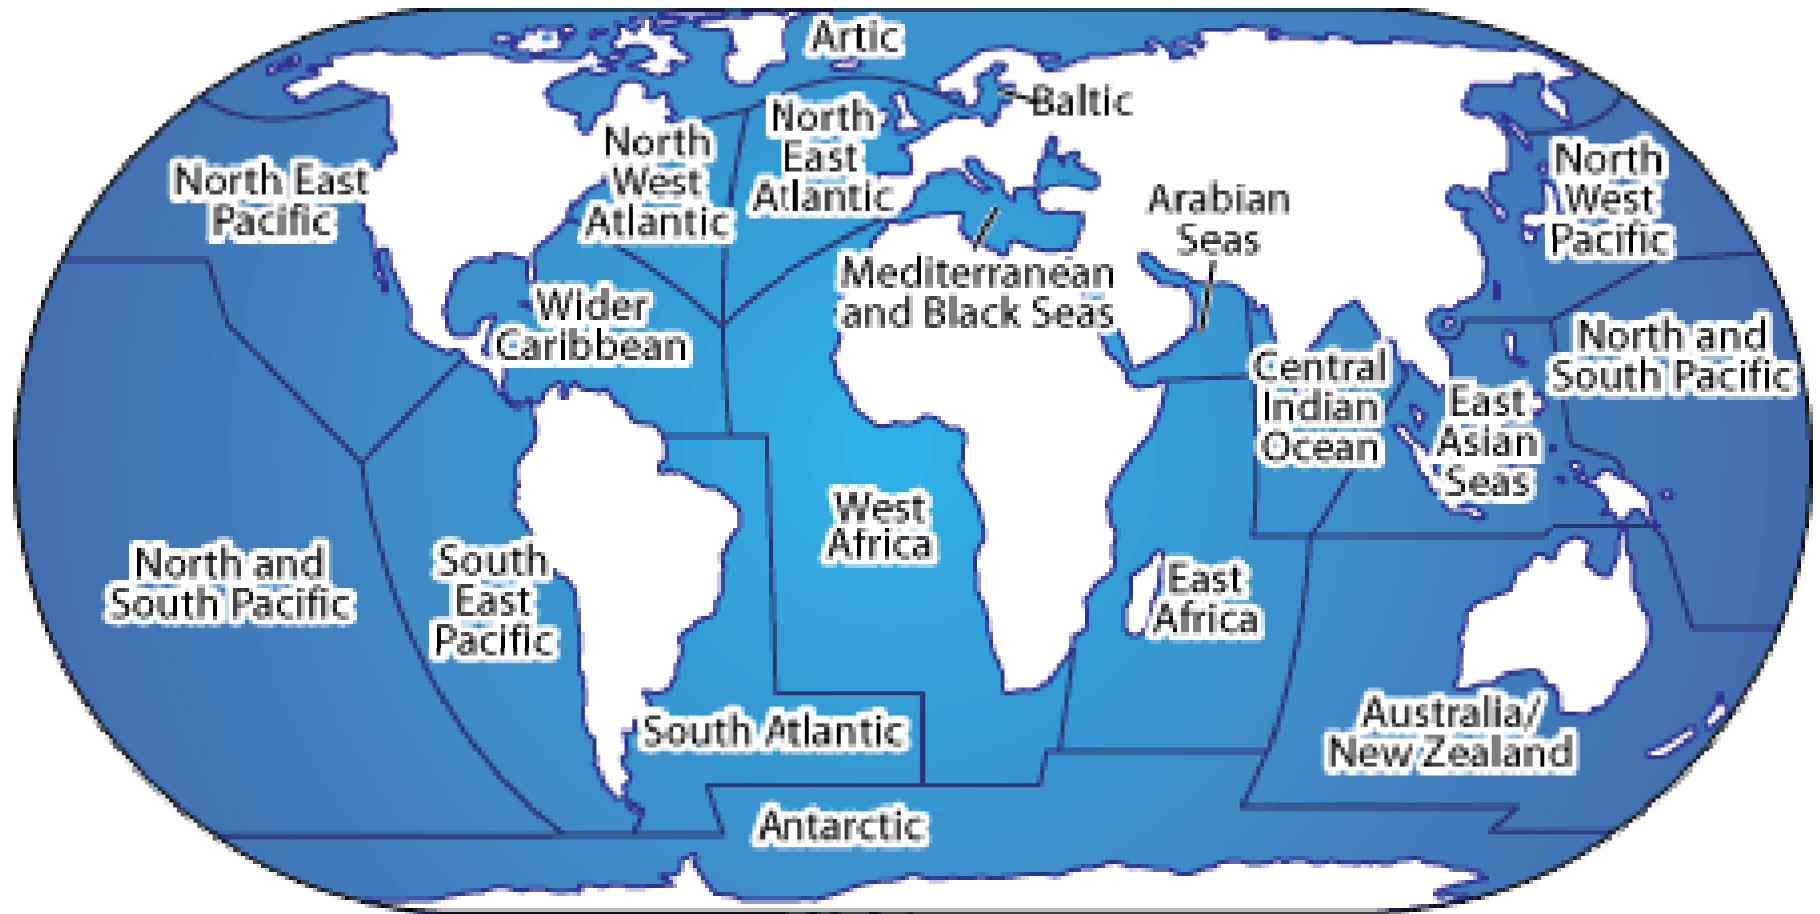 Artic
Baltic
North
East
Atlantic
North
West
Atlantic
North East
Pacific
North
West
Pacific
Arabian
Seas
Mediterranean
and Black Seas
Wider
Caribbean
North and
South Pacific
Central
Indian
Ocean
East
Asian
Seas
West
Africa
North and
South Pacific
South
East
Pacific
East
Africa
South Atlantic
Australia/
New Zealand
Antarctic